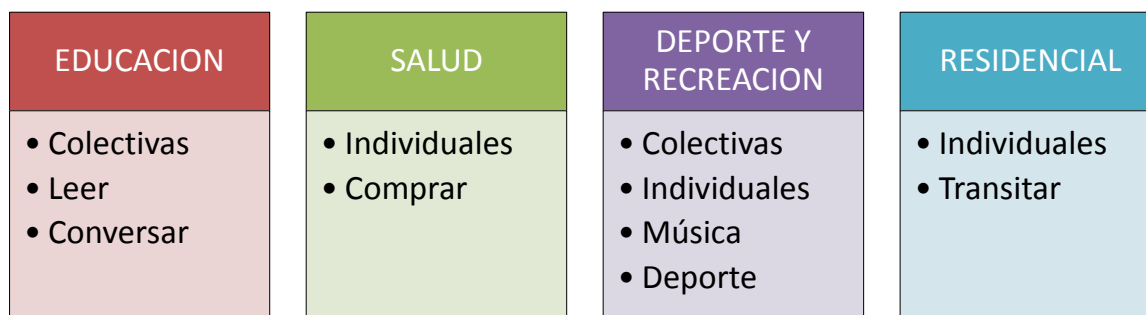 EDUCACION
• Colectivas
• Leer
• Conversar
SALUD
• Individuales
• Comprar
DEPORTE Y
RECREACION
• Colectivas
• Individuales
• Música
• Deporte
RESIDENCIAL
• Individuales
• Transitar